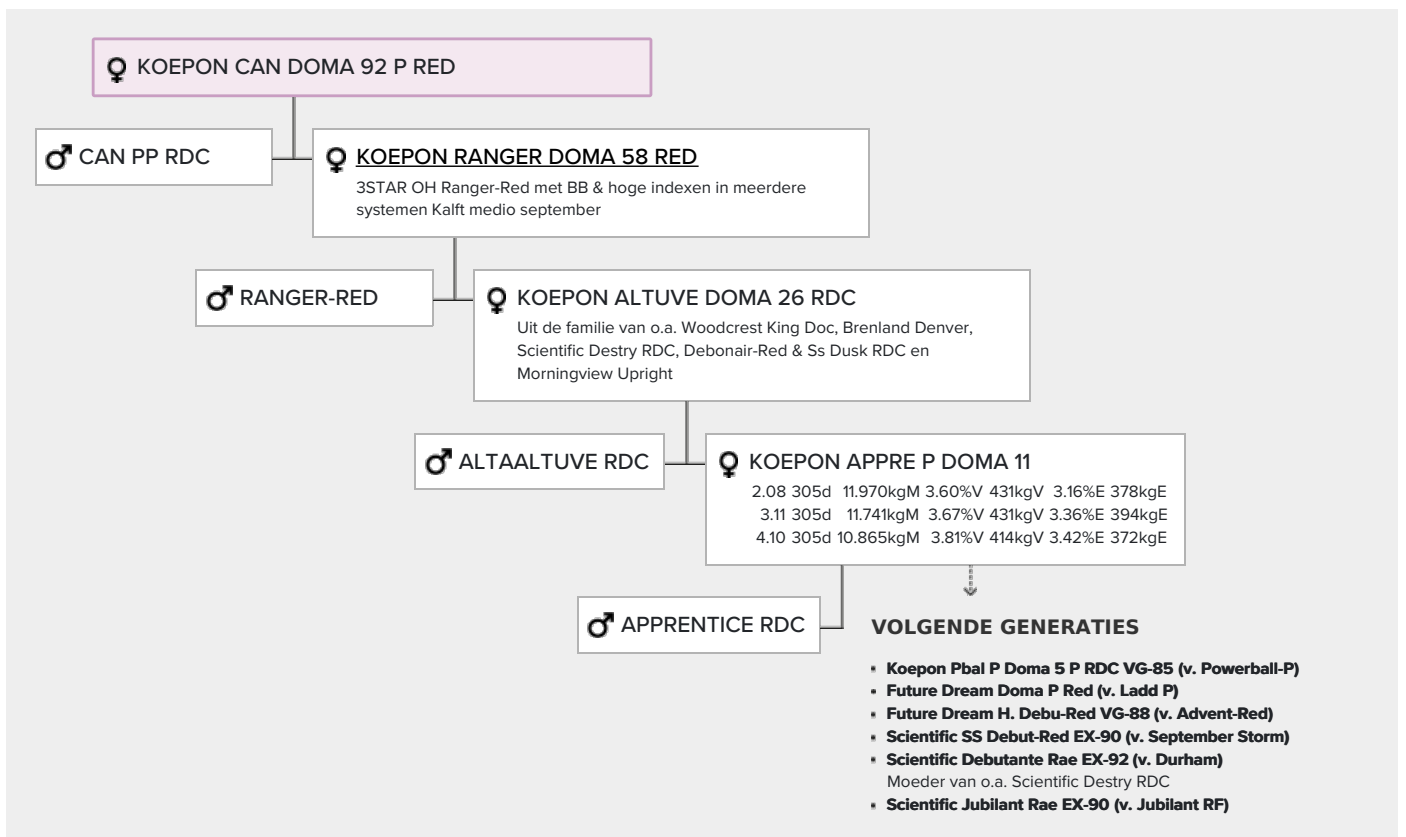 KOEPON CAN DOMA 92 P RED
CAN PP RDC
KOEPON RANGER DOMA 58 RED
3STAR OH Ranger-Red met BB & hoge indexen in meerdere
systemen Kalft medio september
RANGER-RED
KOEPON ALTUVE DOMA 26 RDC
Uit de familie van o.a. Woodcrest King Doc, Brenland Denver,
Scientific Destry RDC, Debonair-Red & Ss Dusk RDC en
Morningview Upright
ALTAALTUVE RDC
KOEPON APPRE P DOMA 11
2.08 305d 11.970kgM 3.60%V 431kgV 3.16%E 378kgE
3.11 305d 11.741kgM 3.67%V 431kgV 3.36%E 394kgE
4.10 305d 10.865kgM 3.81%V 414kgV 3.42%E 372kgE
APPRENTICE RDC
VOLGENDE GENERATIES
▪ Koepon Pbal P Doma 5 P RDC VG-85 (v. Powerball-P)
▪ Future Dream Doma P Red (v. Ladd P)
▪ Future Dream H. Debu-Red VG-88 (v. Advent-Red)
▪ Scientific SS Debut-Red EX-90 (v. September Storm)
▪ Scientific Debutante Rae EX-92 (v. Durham)
Moeder van o.a. Scientific Destry RDC
▪ Scientific Jubilant Rae EX-90 (v. Jubilant RF)